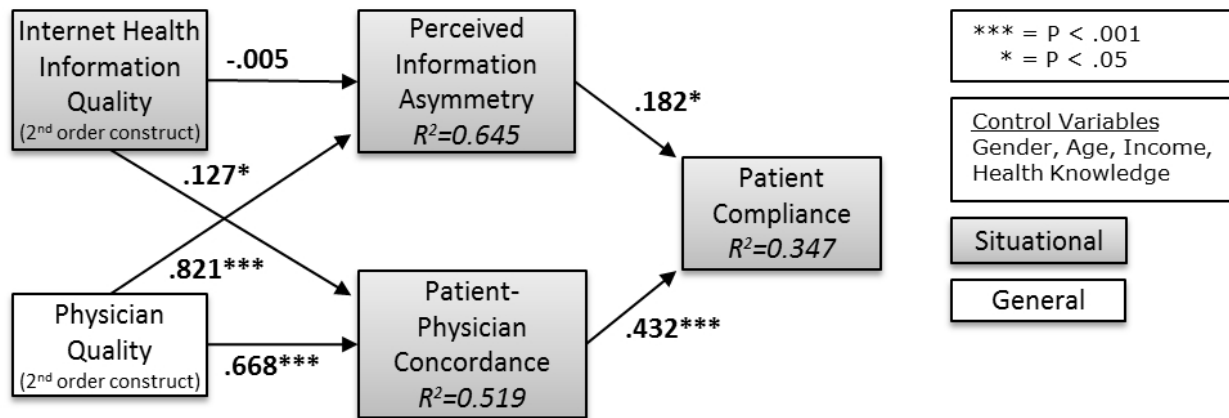 Internet Health
Information
Quality
(2nd order construct)
-.005
Perceived
Information
Asymmetry
R²=0.645
.182*
.127*
.821***
Physician
Quality
(2nd order construct)
.668***
Patient-
Physician
Concordance
R²=0.519
.432***
Patient
Compliance
R²=0.347
*** = P < .001
* = P < .05
Control Variables
Gender, Age, Income,
Health Knowledge
Situational
General